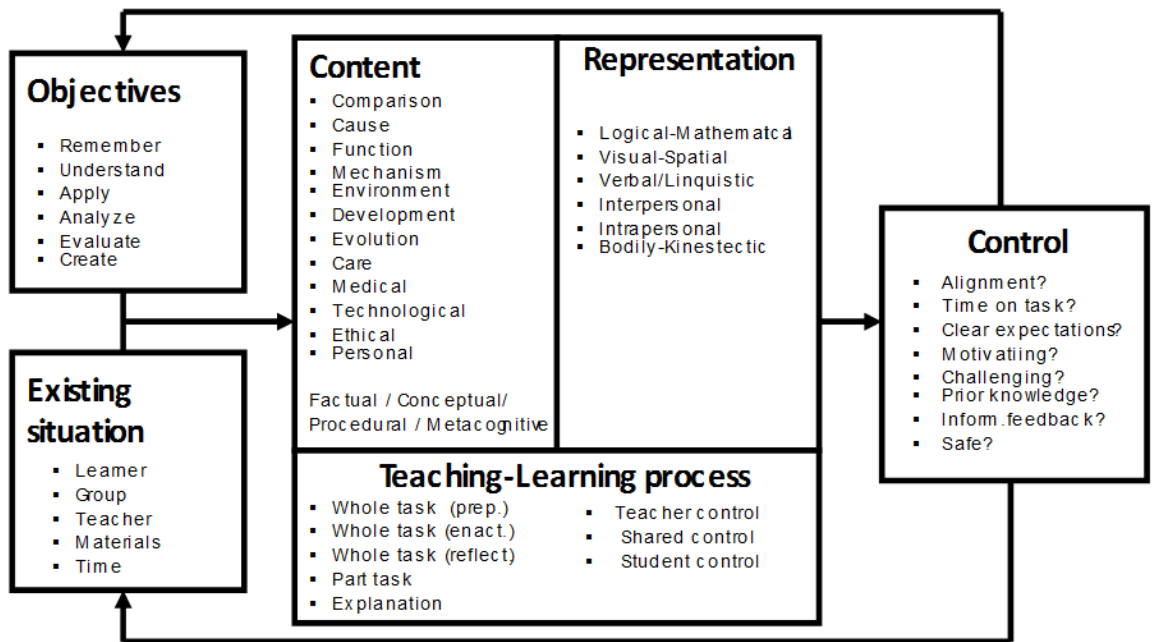 Objectives
▪ Remember
▪ Understand
▪ Apply
▪ Analyze
▪ Evaluate
▪ Create
Existing
situation
▪ Learner
▪ Group
▪ Teacher
▪ Materials
▪ Time
Content
▪ Comparison
▪ Cause
▪ Function
▪ Mechanism
▪ Environment
▪ Development
▪ Evolution
▪ Care
▪ Medical
▪ Technological
▪ Ethical
▪ Personal
Factual / Conceptual/
Procedural / Metacognitive
Representation
▪ Logical-Mathematcal
▪ Visual-Spatial
▪ Verbal/Linguistic
▪ Interpersonal
▪ Intrapersonal
▪ Bodily-Kinestectic
Teaching-Learning process
▪ Whole task (prep.)
▪ Whole task (enact.)
▪ Whole task (reflect)
▪ Part task
▪ Explanation
▪ Teacher control
▪ Shared control
▪ Student control
Control
▪ Alignment?
▪ Time on task?
▪ Clear expectations?
▪ Motivatiing?
▪ Challenging?
▪ Prior knowledge?
▪ Inform.feedback?
▪ Safe?